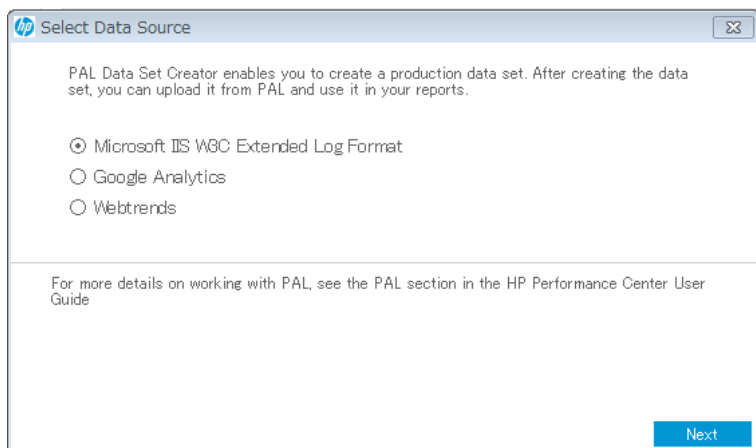 hp Select Data Source
PAL Data Set Creator enables you to create a production data set. After creating the data
set, you can upload it from PAL and use it in your reports.
Microsoft IIS W3C Extended Log Format
Google Analytics
Webtrends
For more details on working with PAL, see the PAL section in the HP Performance Center User
Guide
Next